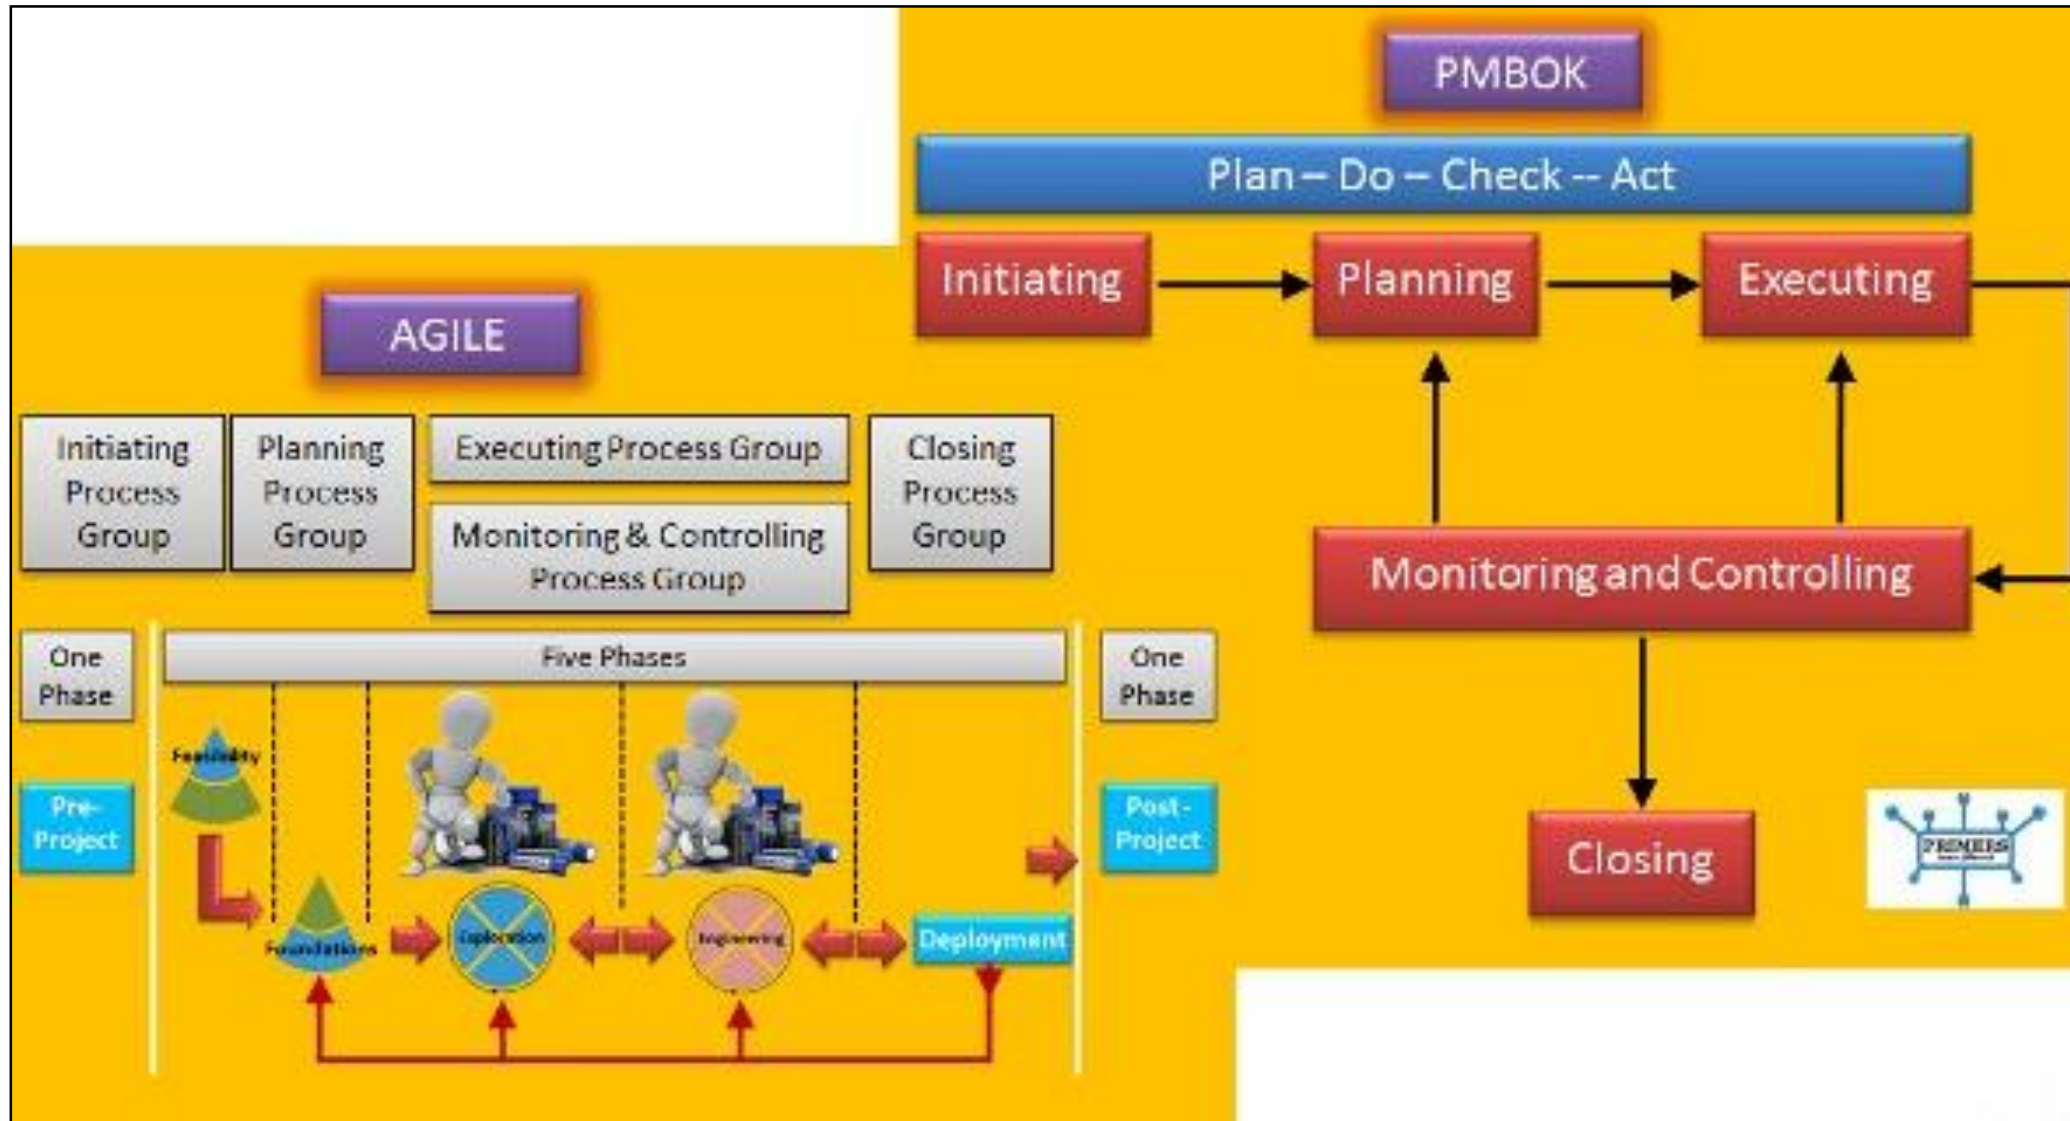 PMBOK
Plan – Do – Check -- Act
Initiating
Planning
Executing
Monitoring and Controlling
Closing
PRIMERS
AGILE
Initiating
Process
Group
Planning
Process
Group
Executing Process Group
Monitoring & Controlling
Process Group
Closing
Process
Group
One
Phase
Five Phases
One
Phase
Feasibility
Pre-
Project
Post-
Project
Foundations
Exploration
Engineering
Deployment